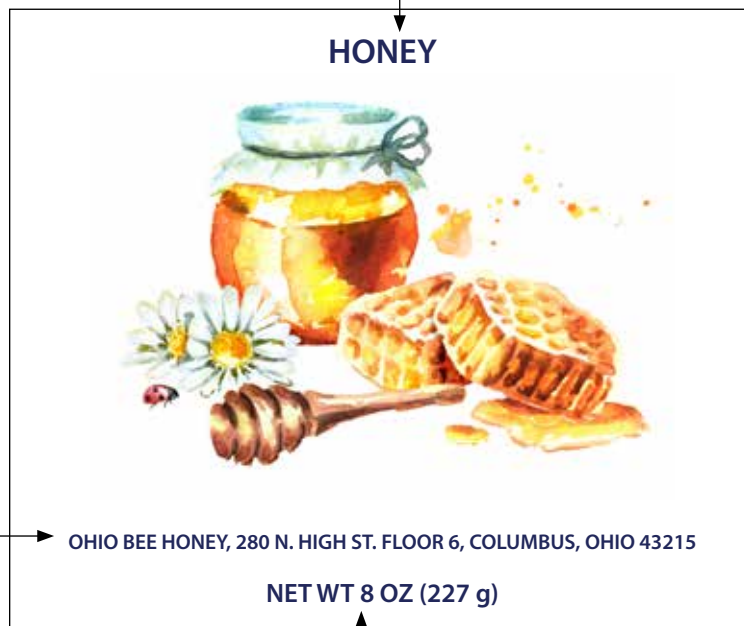 HONEY
OHIO BEE HONEY, 280 N. HIGH ST. FLOOR 6, COLUMBUS, OHIO 43215
NET WT 8 OZ (227 g)